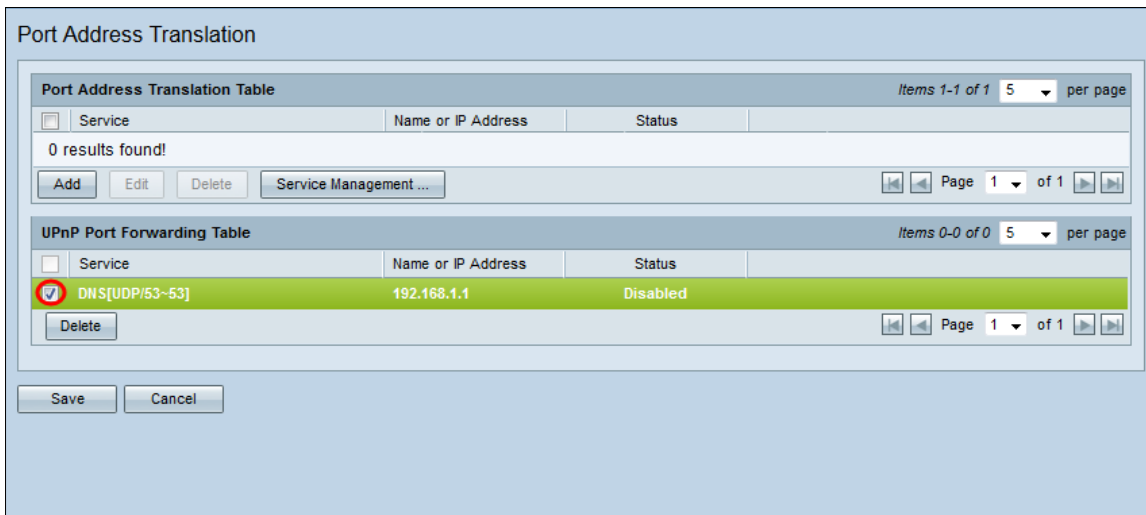 Port Address Translation
Port Address Translation Table Items 1-1 of 1 5 per page
Service Name or IP Address Status
0 results found!
Add Edit Delete Service Management ... Page 1 of 1
UPnP Port Forwarding Table Items 0-0 of 0 5 per page
Service Name or IP Address Status
DNS[UDP/53~53] 192.168.1.1 Disabled
Delete Page 1 of 1
Save Cancel